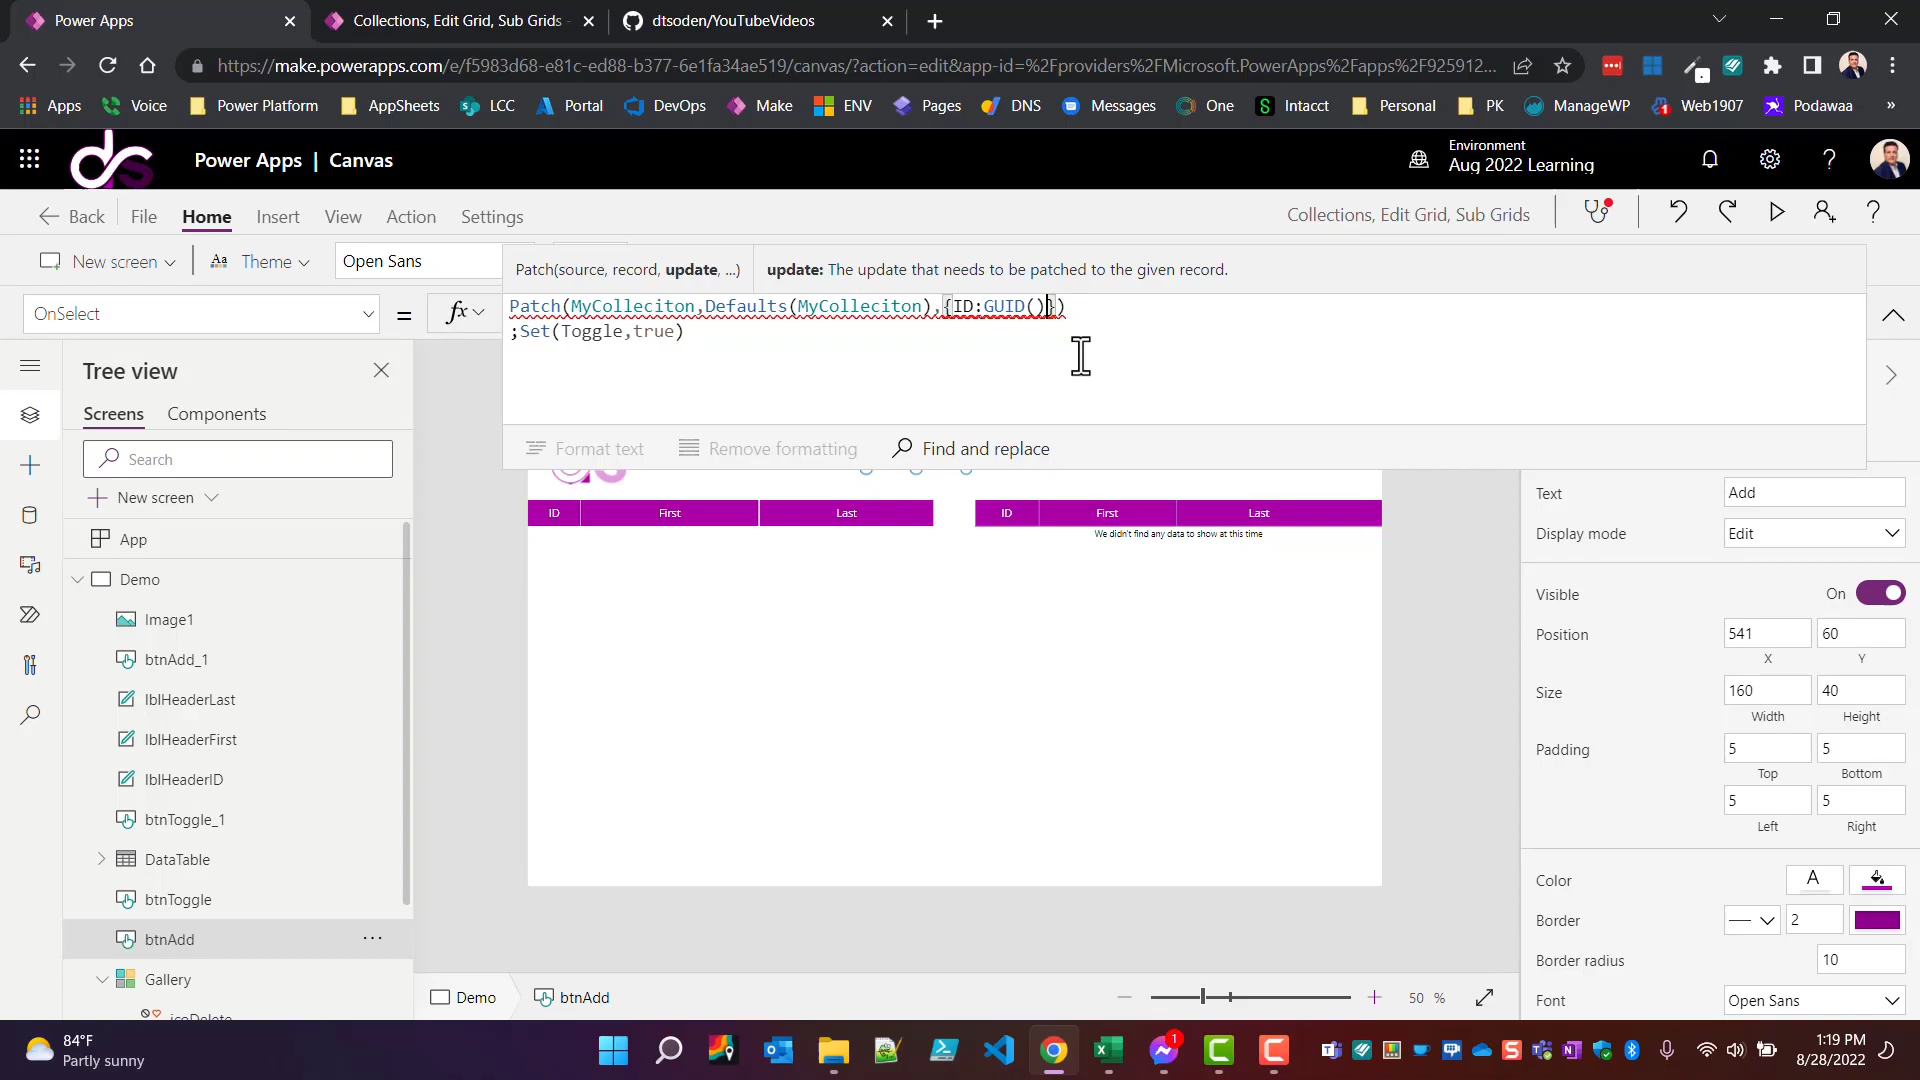 Power Apps
Collections, Edit Grid, Sub Grids -
dtsoden/YouTubeVideos
https://make.powerapps.com/e/f5983d68-e81c-ed88-b377-6e1fa34ae519/canvas/?action=edit&app-id=%2Fproviders%2FMicrosoft.PowerApps%2Fapps%2F925912...
Apps Voice Power Platform AppSheets LCC Portal DevOps Make ENV Pages DNS Messages One Intacct Personal PK ManageWP Web1907 Podawaa »
ds Power Apps | Canvas
Environment
Aug 2022 Learning
Back File Home Insert View Action Settings Collections, Edit Grid, Sub Grids
New screen Aa Theme Open Sans
Patch(source, record, update, ...) update: The update that needs to be patched to the given record.
OnSelect = fx
Patch(MyColleciton,Defaults(MyColleciton),{ID:GUID()})
;Set(Toggle,true)
Format text Remove formatting Find and replace
Tree view
Screens Components
Search
New screen
App
Demo
Image1
btnAdd_1
lblHeaderLast
lblHeaderFirst
lblHeaderID
btnToggle_1
DataTable
btnToggle
btnAdd ...
Gallery
icoDelete
ID First Last ID First Last
We didn't find any data to show at this time
Text Add
Display mode Edit
Visible On
Position 541 60
X Y
Size 160 40
Width Height
Padding 5 5
Top Bottom
5 5
Left Right
Color A
Border 2
Border radius 10
Font Open Sans
Demo btnAdd 50 %
84°F
Partly sunny
1
1:19 PM
8/28/2022